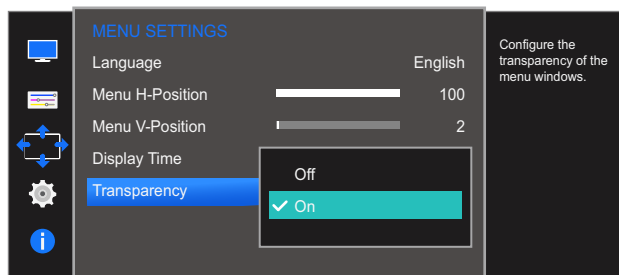 MENU SETTINGS
Language English
Menu H-Position 100
Menu V-Position 2
Display Time
Transparency
Off
On
Configure the
transparency of the
menu windows.